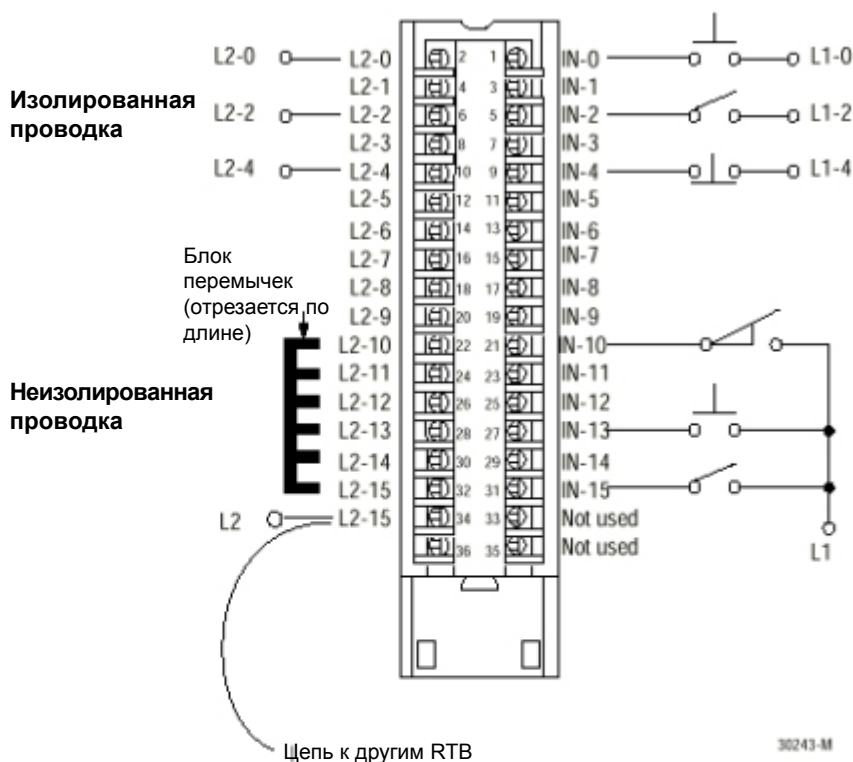 L2-0 L2-0 2 1 IN-0 L1-0
L2-1 4 3 IN-1
Изолированная
проводка
L2-2 L2-2 6 5 IN-2 L1-2
L2-3 8 7 IN-3
L2-4 L2-4 10 9 IN-4 L1-4
L2-5 12 11 IN-5
L2-6 14 13 IN-6
Блок
перемычек
(отрезается по
длине)
L2-7 16 15 IN-7
L2-8 18 17 IN-8
L2-9 20 19 IN-9
L2-10 22 21 IN-10
Неизолированная
проводка
L2-11 24 23 IN-11
L2-12 26 25 IN-12
L2-13 28 27 IN-13
L2-14 30 29 IN-14
L2-15 32 31 IN-15
L2 L2-15 34 33 Not used
36 35 Not used
L1
Цепь к другим RTB
30243-M